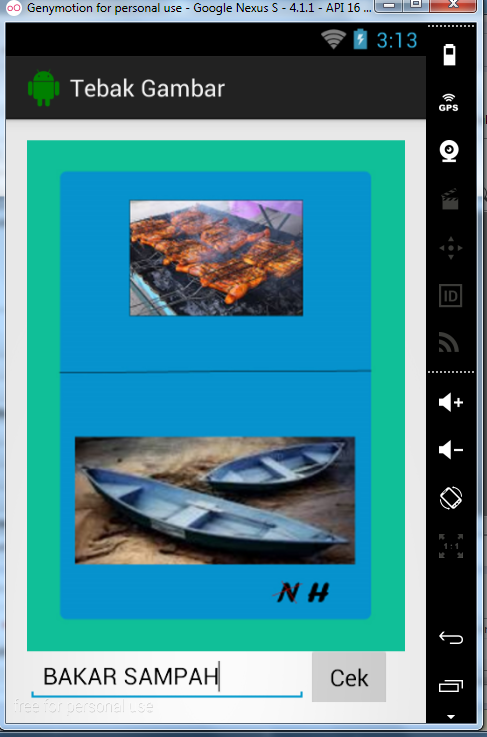 Genymotion for personal use - Google Nexus S - 4.1.1 - API 16 ...
3:13
GPS
Tebak Gambar
ID
N H
1:1
BAKAR SAMPAH
Cek
free for personal use